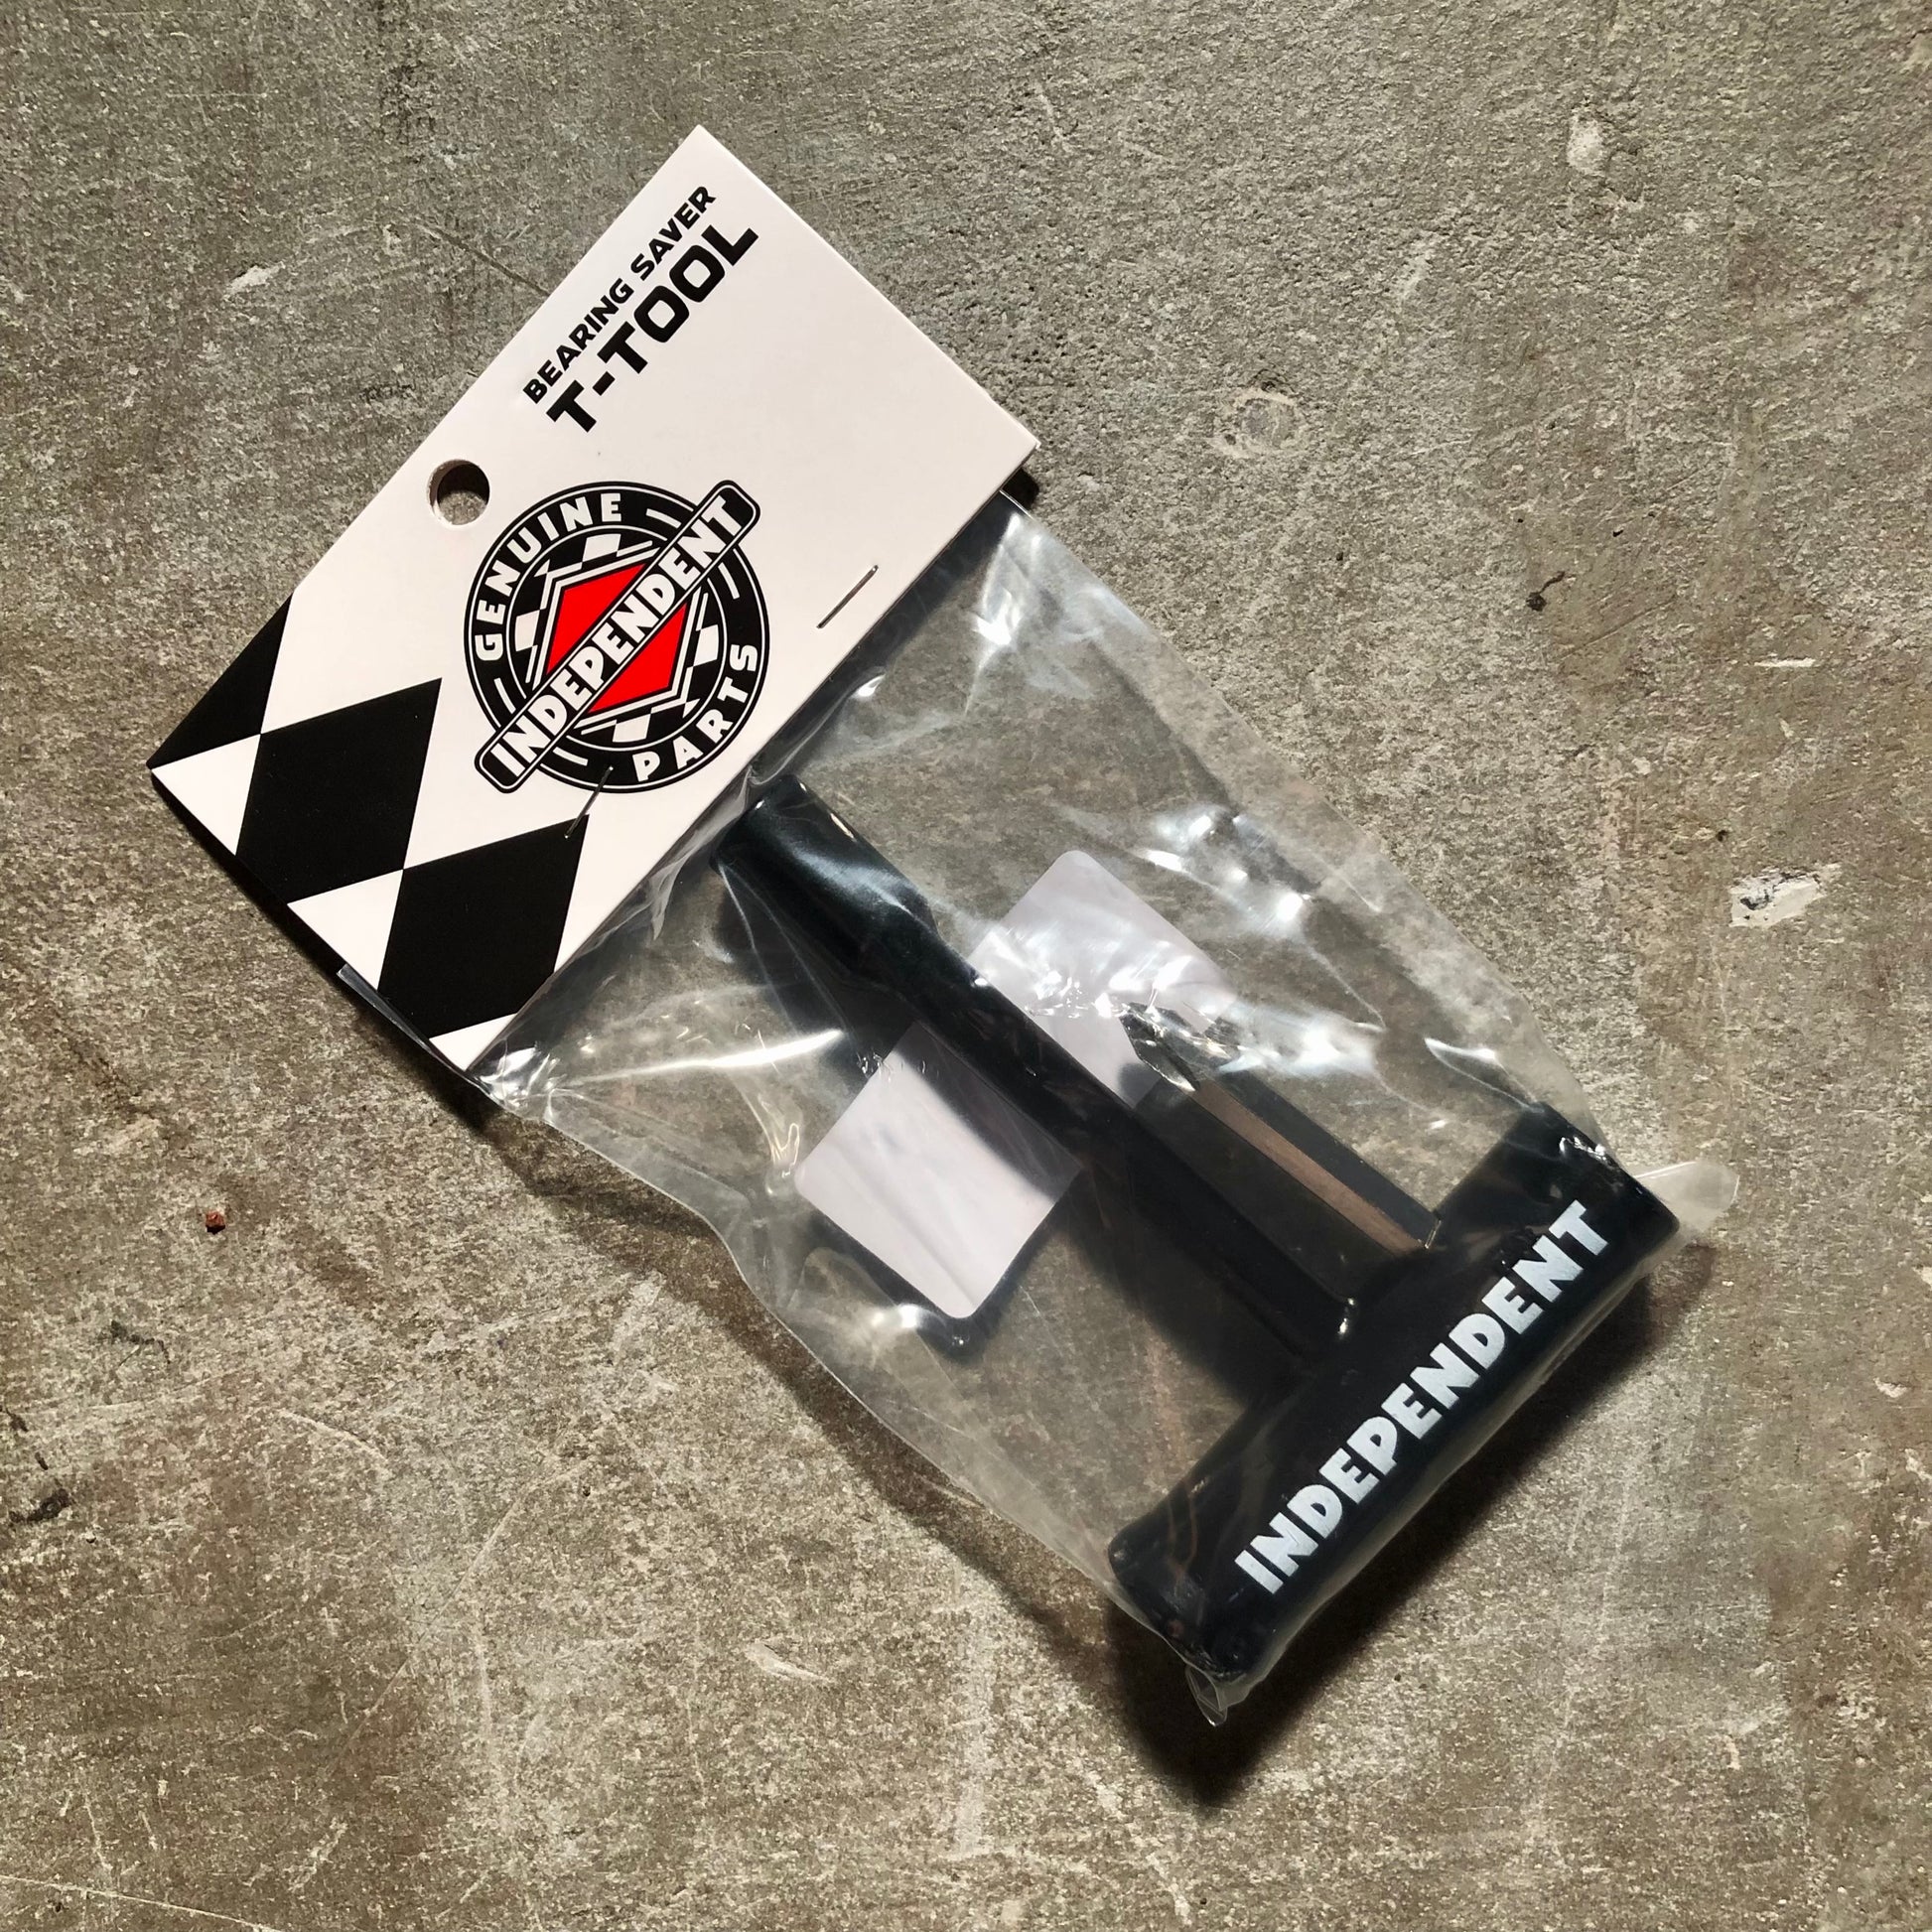 BEARING SAVER
T-TOOL
GENUINE
INDEPENDENT
PARTS
INDEPENDENT